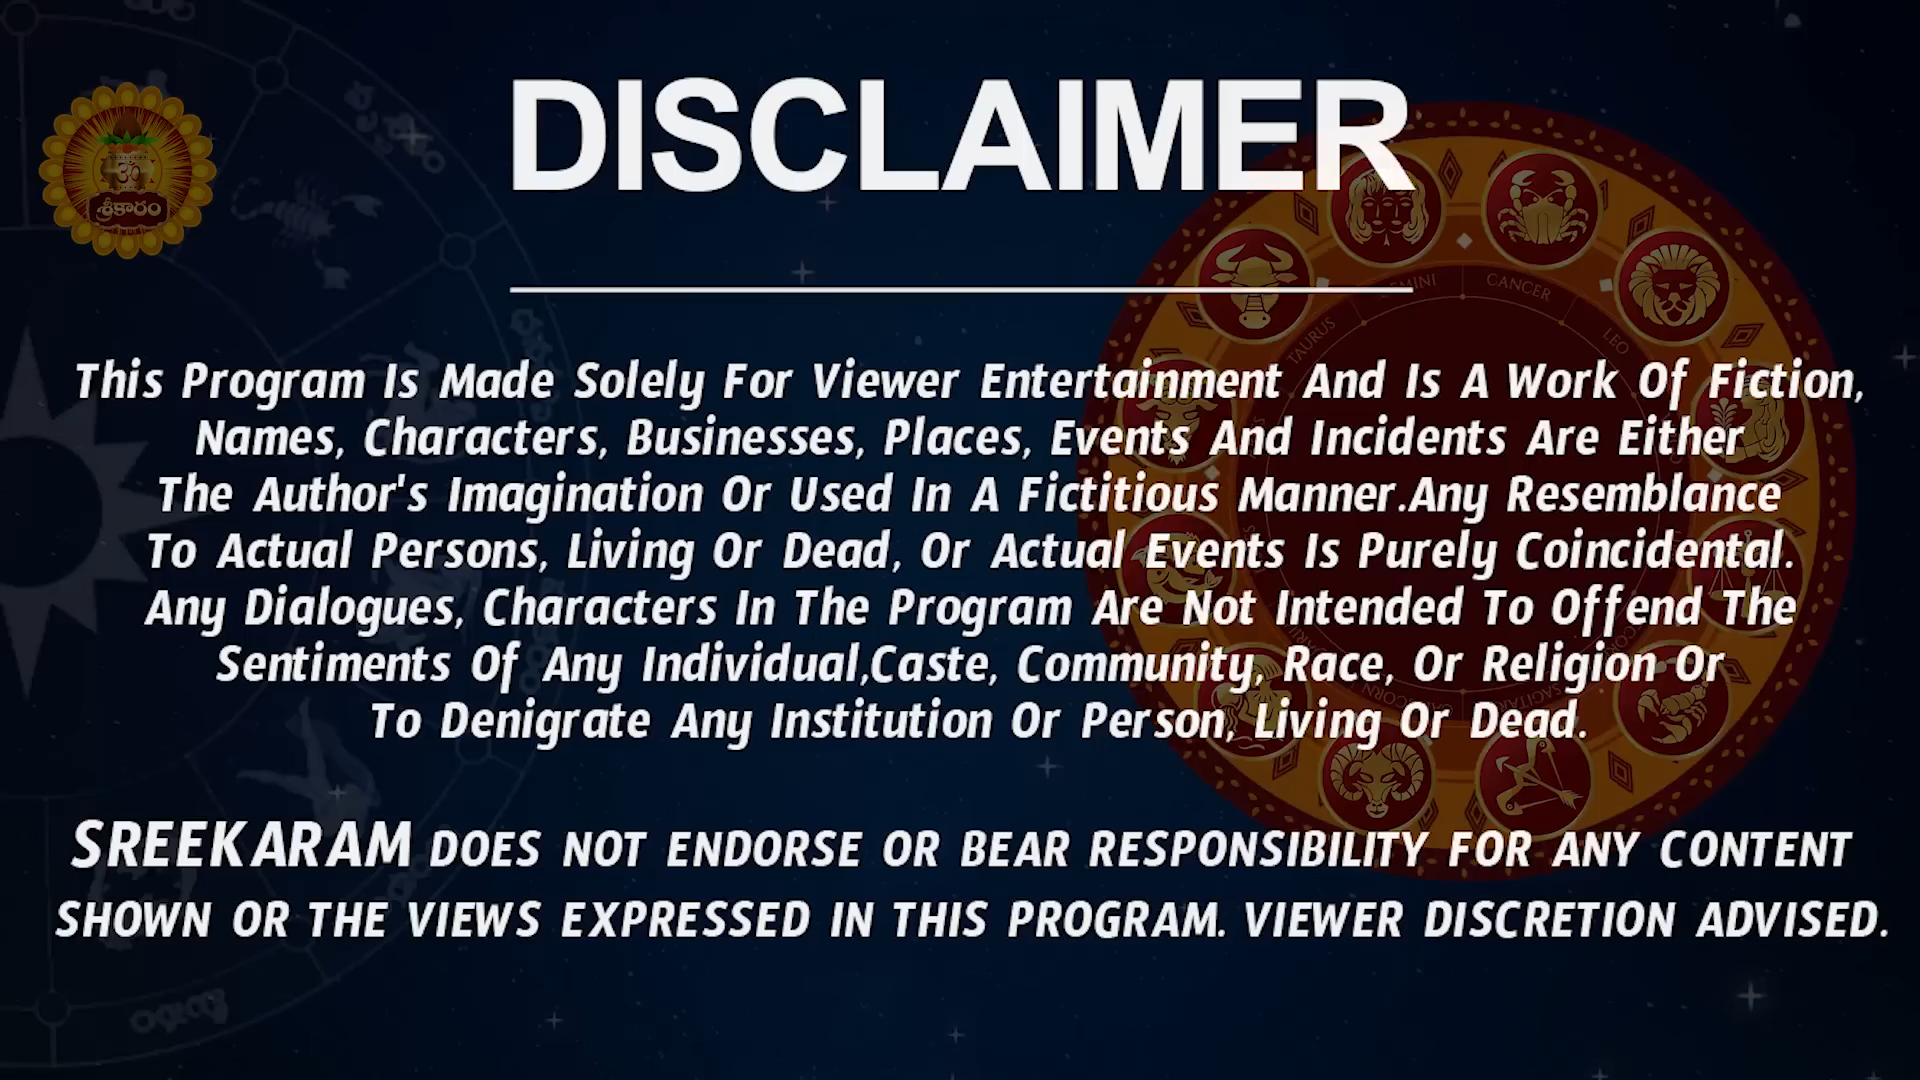 DISCLAIMER
ॐ
శ్రీకారం
GEMINI
CANCER
TAURUS
LEO
This Program Is Made Solely For Viewer Entertainment And Is A Work Of Fiction,
Names, Characters, Businesses, Places, Events And Incidents Are Either
The Author's Imagination Or Used In A Fictitious Manner.Any Resemblance
To Actual Persons, Living Or Dead, Or Actual Events Is Purely Coincidental.
Any Dialogues, Characters In The Program Are Not Intended To Offend The
Sentiments Of Any Individual,Caste, Community, Race, Or Religion Or
To Denigrate Any Institution Or Person, Living Or Dead.
SREEKARAM DOES NOT ENDORSE OR BEAR RESPONSIBILITY FOR ANY CONTENT
SHOWN OR THE VIEWS EXPRESSED IN THIS PROGRAM. VIEWER DISCRETION ADVISED.